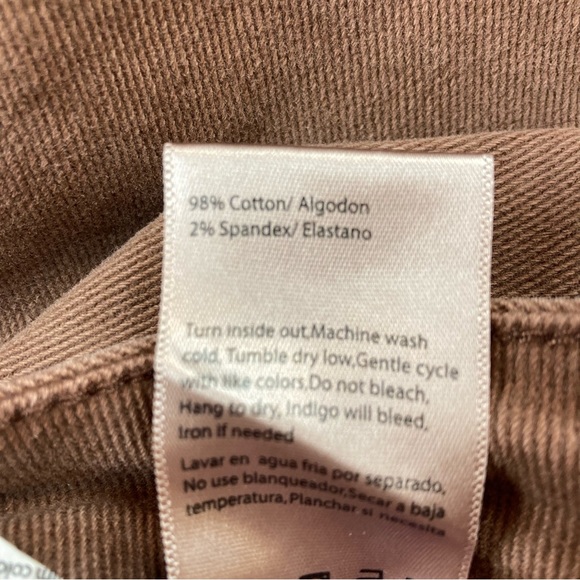 98% Cotton/ Algodon
2% Spandex/ Elastano
Turn inside out,Machine wash
cold, Tumble dry low,Gentle cycle
with like colors.Do not bleach,
Hang to dry, Indigo will bleed,
Iron if needed
Lavar en agua fria por separado,
No use blanqueador,Secar a baja
temperatura,Planchar si necesita